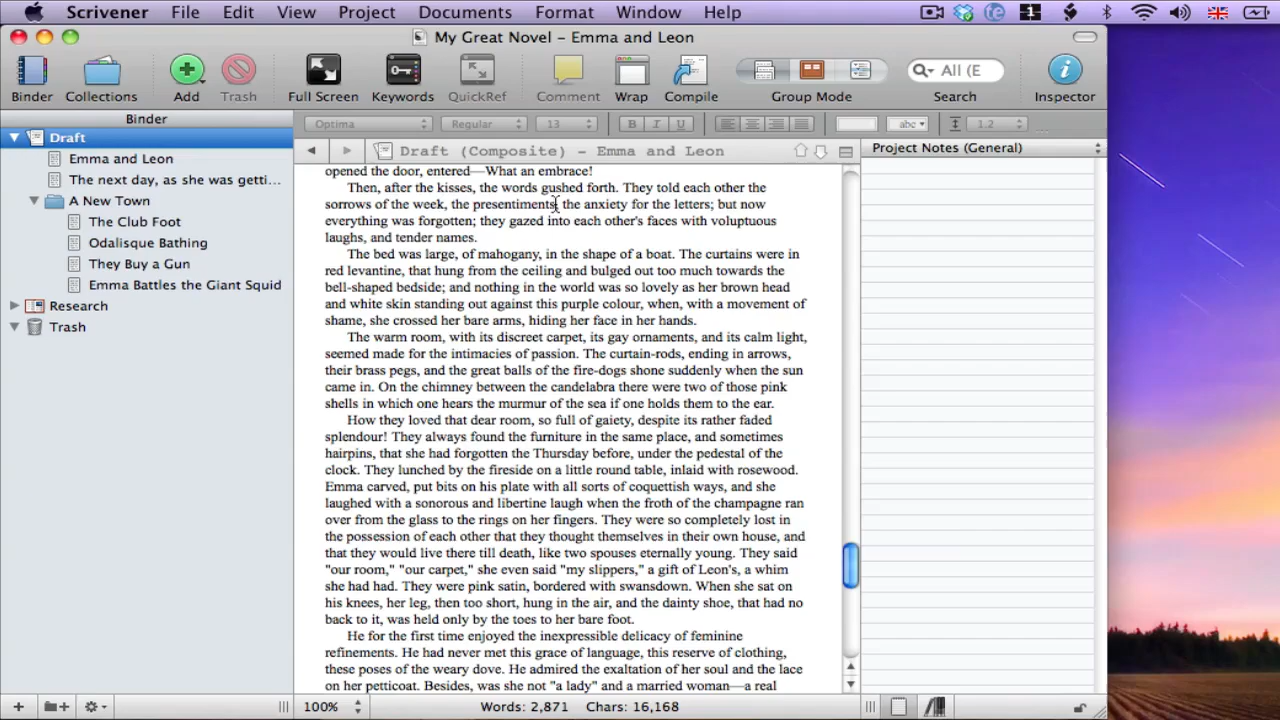 Scrivener File Edit View Project Documents Format Window Help
My Great Novel – Emma and Leon
Binder Collections Add Trash Full Screen Keywords QuickRef Comment Wrap Compile Group Mode Search Inspector
All (E
Binder
Optima Regular 13 B I U abc 1.2
Draft
Emma and Leon
The next day, as she was getti...
A New Town
The Club Foot
Odalisque Bathing
They Buy a Gun
Emma Battles the Giant Squid
Research
Trash
Draft (Composite) – Emma and Leon
opened the door, entered—What an embrace!
Then, after the kisses, the words gushed forth. They told each other the
sorrows of the week, the presentiments, the anxiety for the letters; but now
everything was forgotten; they gazed into each other's faces with voluptuous
laughs, and tender names.
The bed was large, of mahogany, in the shape of a boat. The curtains were in
red levantine, that hung from the ceiling and bulged out too much towards the
bell-shaped bedside; and nothing in the world was so lovely as her brown head
and white skin standing out against this purple colour, when, with a movement of
shame, she crossed her bare arms, hiding her face in her hands.
The warm room, with its discreet carpet, its gay ornaments, and its calm light,
seemed made for the intimacies of passion. The curtain-rods, ending in arrows,
their brass pegs, and the great balls of the fire-dogs shone suddenly when the sun
came in. On the chimney between the candelabra there were two of those pink
shells in which one hears the murmur of the sea if one holds them to the ear.
How they loved that dear room, so full of gaiety, despite its rather faded
splendour! They always found the furniture in the same place, and sometimes
hairpins, that she had forgotten the Thursday before, under the pedestal of the
clock. They lunched by the fireside on a little round table, inlaid with rosewood.
Emma carved, put bits on his plate with all sorts of coquettish ways, and she
laughed with a sonorous and libertine laugh when the froth of the champagne ran
over from the glass to the rings on her fingers. They were so completely lost in
the possession of each other that they thought themselves in their own house, and
that they would live there till death, like two spouses eternally young. They said
"our room," "our carpet," she even said "my slippers," a gift of Leon's, a whim
she had had. They were pink satin, bordered with swansdown. When she sat on
his knees, her leg, then too short, hung in the air, and the dainty shoe, that had no
back to it, was held only by the toes to her bare foot.
He for the first time enjoyed the inexpressible delicacy of feminine
refinements. He had never met this grace of language, this reserve of clothing,
these poses of the weary dove. He admired the exaltation of her soul and the lace
on her petticoat. Besides, was she not "a lady" and a married woman—a real
Project Notes (General)
100% Words: 2,871 Chars: 16,168